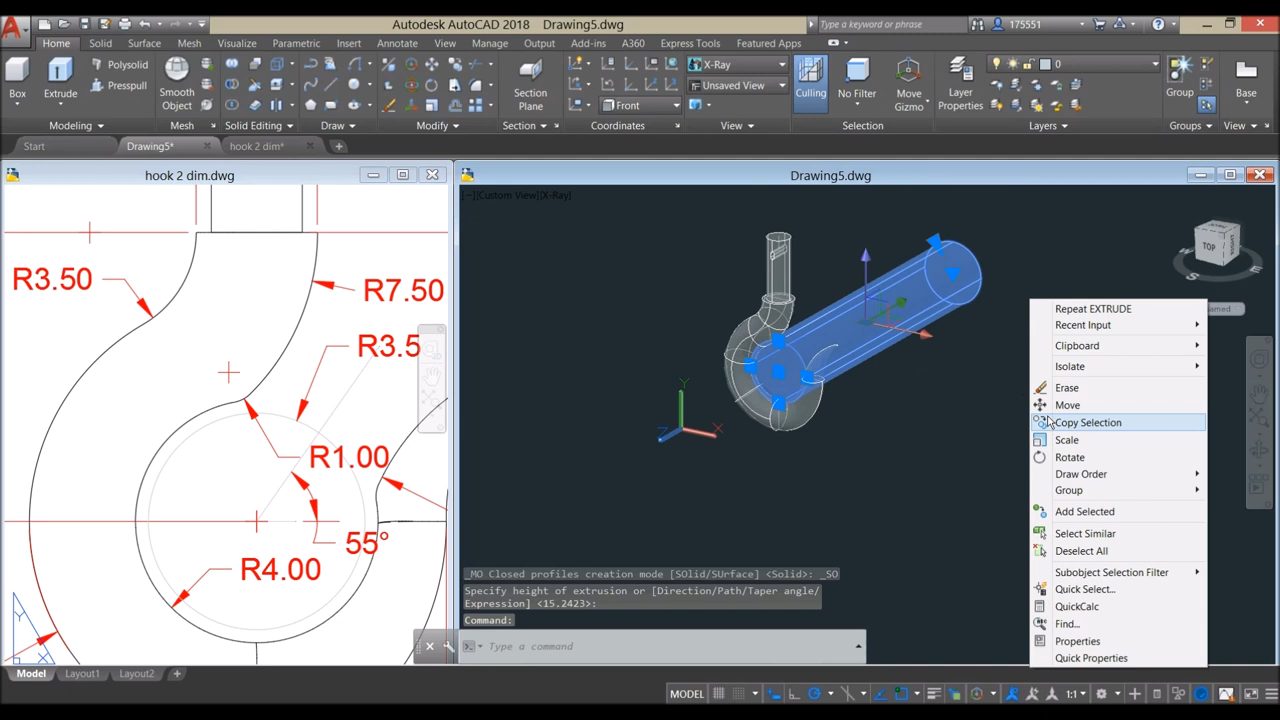 Autodesk AutoCAD 2018 Drawing5.dwg
Type a keyword or phrase
175551
Home Solid Surface Mesh Visualize Parametric Insert Annotate View Manage Output Add-ins A360 Express Tools Featured Apps
Box
Extrude
Polysolid
Presspull
Smooth
Object
Section
Plane
X-Ray
Unsaved View
Front
Culling
No Filter
Move
Gizmo
Layer
Properties
0
Group
Base
Modeling Mesh Solid Editing Draw Modify Section Coordinates View Selection Layers Groups View
Start Drawing5* hook 2 dim*
hook 2 dim.dwg
Drawing5.dwg
[−][Custom View][X-Ray]
R3.50
R7.50
R3.5
R1.00
55°
R4.00
X
Y
X
Z
TOP
S
E
Repeat EXTRUDE
Recent Input
Clipboard
Isolate
Erase
Move
Copy Selection
Scale
Rotate
Draw Order
Group
Add Selected
Select Similar
Deselect All
Subobject Selection Filter
Quick Select...
QuickCalc
Find...
Properties
Quick Properties
_MO Closed profiles creation mode [SOlid/SUrface] <Solid>: _SO
Specify height of extrusion or [Direction/Path/Taper angle/
Expression] <15.2423>:
Command:
Type a command
Model Layout1 Layout2
MODEL
1:1